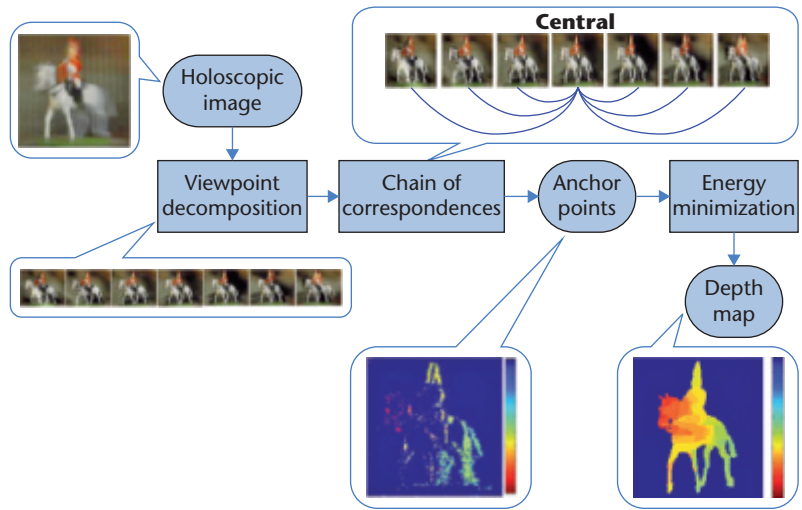 Central
Holoscopic
image
Viewpoint
decomposition
Chain of
correspondences
Anchor
points
Energy
minimization
Depth
map